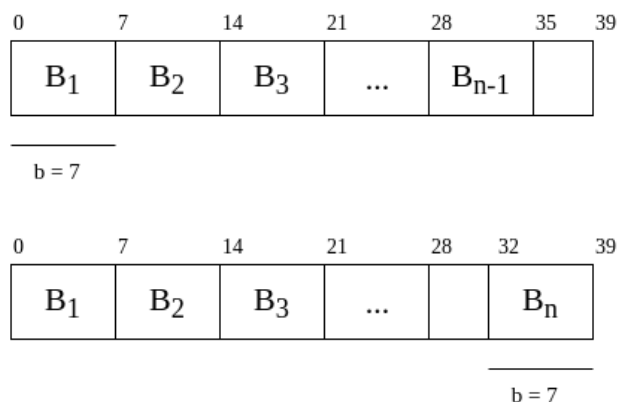 0 7 14 21 28 35 39
B1 B2 B3 ... Bn-1
b = 7
0 7 14 21 28 32 39
B1 B2 B3 ... Bn
b = 7